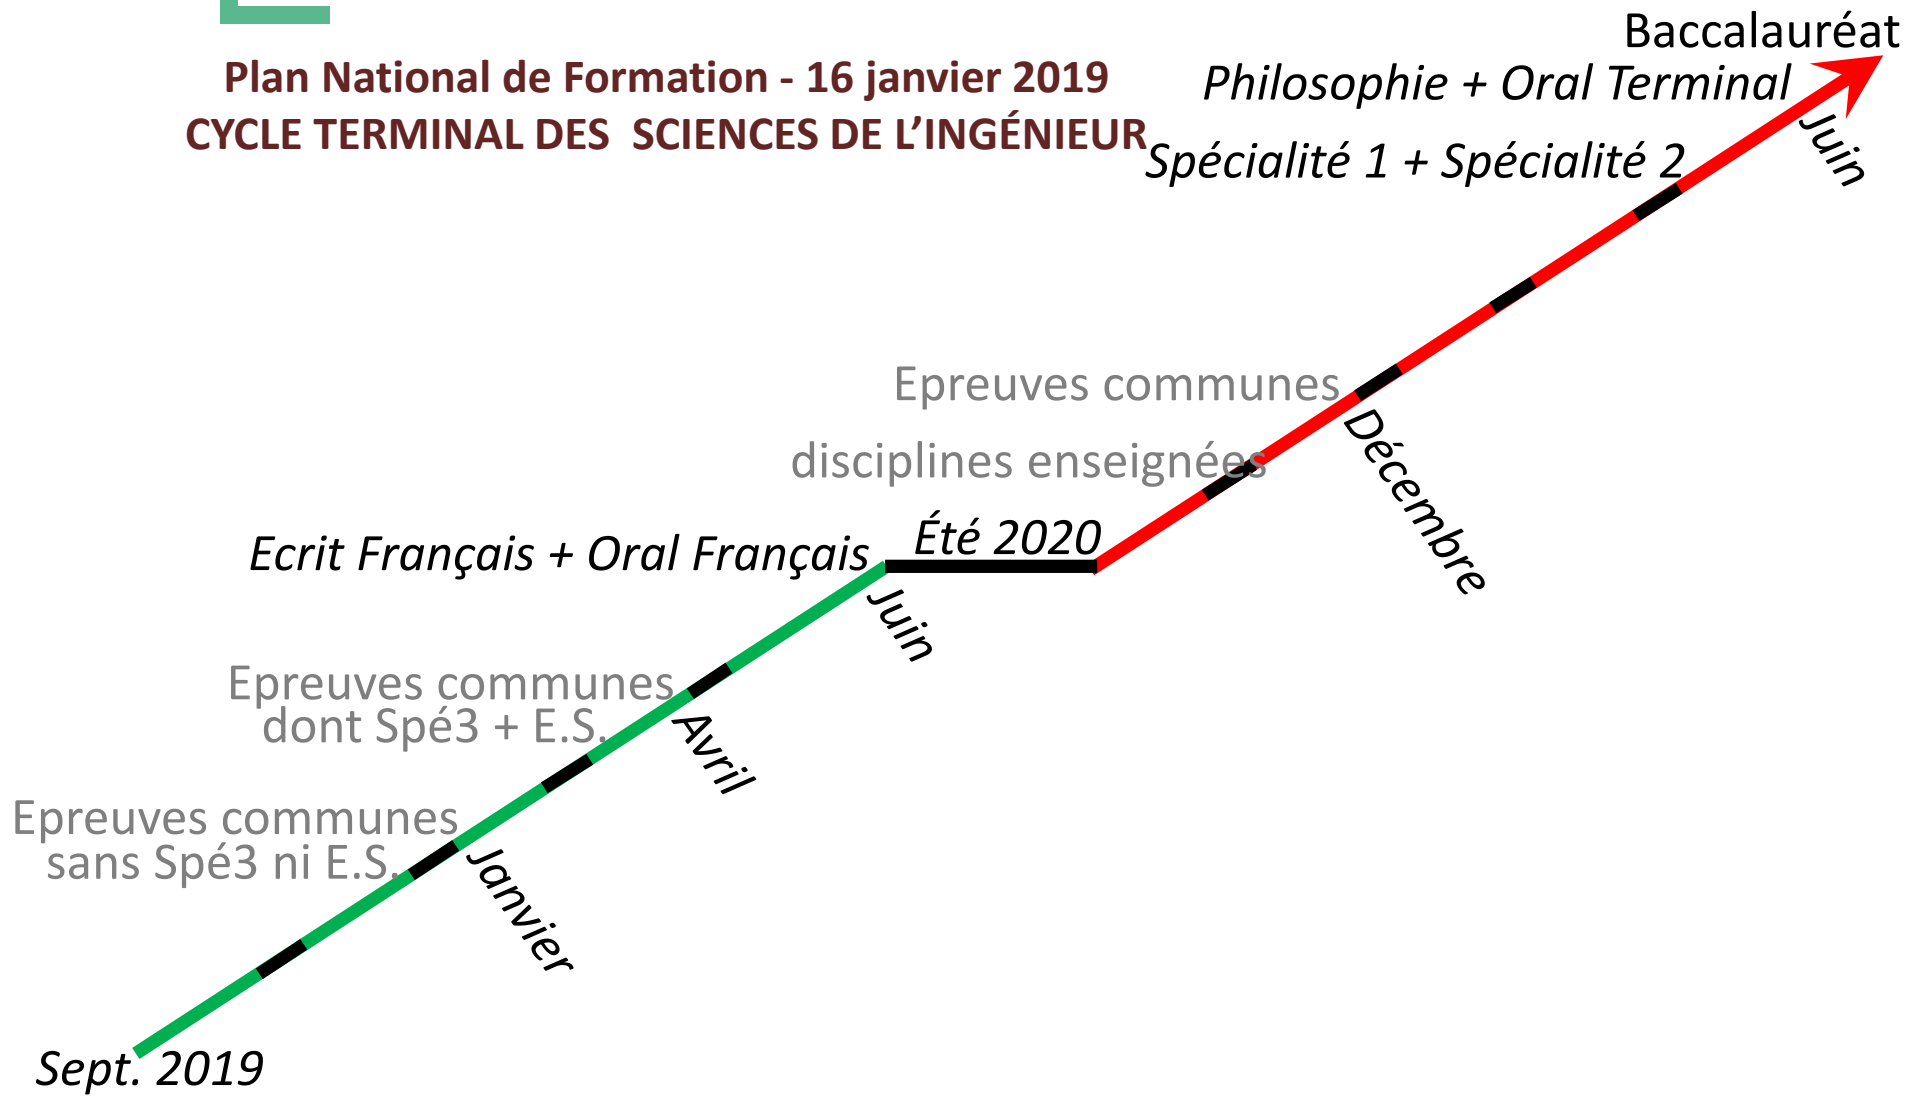 Baccalauréat
Plan National de Formation - 16 janvier 2019
Philosophie + Oral Terminal
CYCLE TERMINAL DES  SCIENCES DE L’INGÉNIEUR
Juin
Spécialité 1 + Spécialité 2
Epreuves communes
disciplines enseignées
Décembre
Été 2020
Ecrit Français + Oral Français
Juin
Epreuves communes
dont Spé3 + E.S.
Avril
Epreuves communes
sans Spé3 ni E.S.
Janvier
Sept. 2019